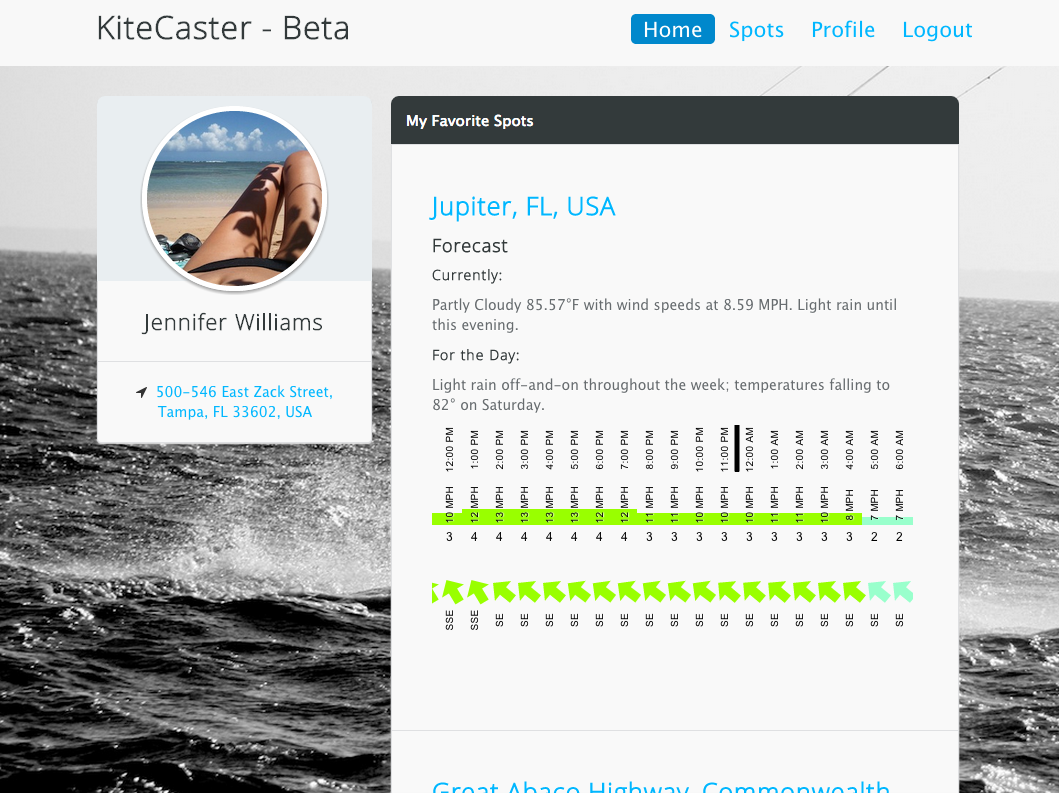 KiteCaster - Beta
Home Spots Profile Logout
Jennifer Williams
500-546 East Zack Street,
Tampa, FL 33602, USA
My Favorite Spots
Jupiter, FL, USA
Forecast
Currently:
Partly Cloudy 85.57°F with wind speeds at 8.59 MPH. Light rain until
this evening.
For the Day:
Light rain off-and-on throughout the week; temperatures falling to
82° on Saturday.
12:00 PM 1:00 PM 2:00 PM 3:00 PM 4:00 PM 5:00 PM 6:00 PM 7:00 PM 8:00 PM 9:00 PM 10:00 PM 11:00 PM 12:00 AM 1:00 AM 2:00 AM 3:00 AM 4:00 AM 5:00 AM 6:00 AM
10 MPH 12 MPH 13 MPH 13 MPH 13 MPH 13 MPH 12 MPH 12 MPH 11 MPH 11 MPH 10 MPH 10 MPH 10 MPH 11 MPH 11 MPH 10 MPH 8 MPH 7 MPH 7 MPH
3 4 4 4 4 4 4 4 3 3 3 3 3 3 3 3 3 2 2
SSE SSE SE SE SE SE SE SE SE SE SE SE SE SE SE SE SE SE SE
Great Abaco Highway, Commonwealth